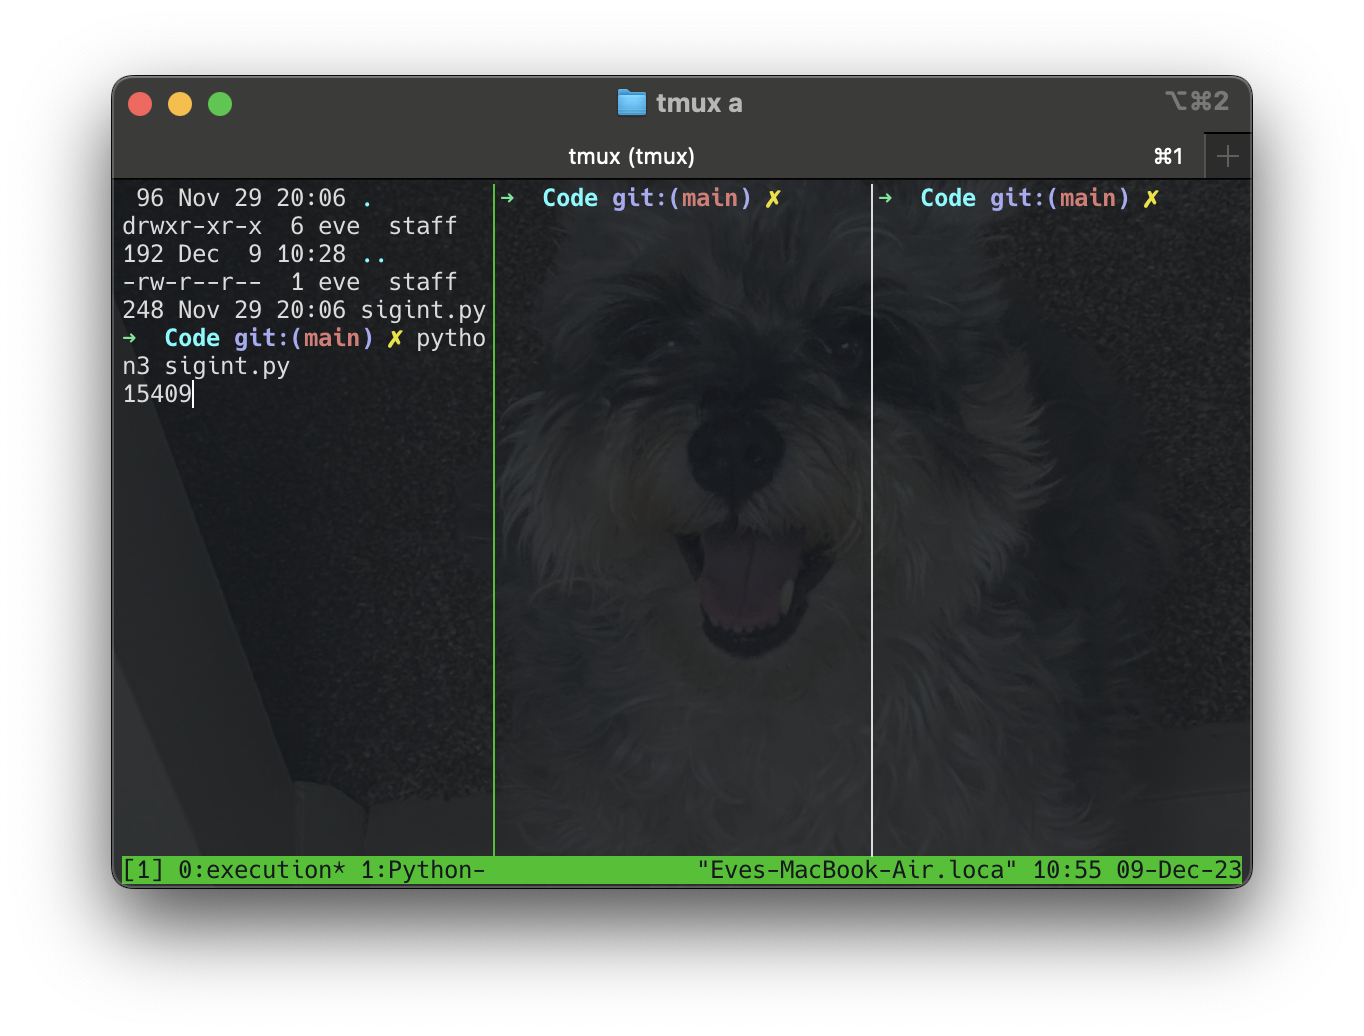 tmux a
⌥⌘2
tmux (tmux)
⌘1
96 Nov 29 20:06 .
drwxr-xr-x  6 eve  staff
192 Dec  9 10:28 ..
-rw-r--r--  1 eve  staff
248 Nov 29 20:06 sigint.py
➜  Code git:(main) ✗ pytho
n3 sigint.py
15409
➜  Code git:(main) ✗
➜  Code git:(main) ✗
[1] 0:execution* 1:Python-
"Eves-MacBook-Air.loca" 10:55 09-Dec-23